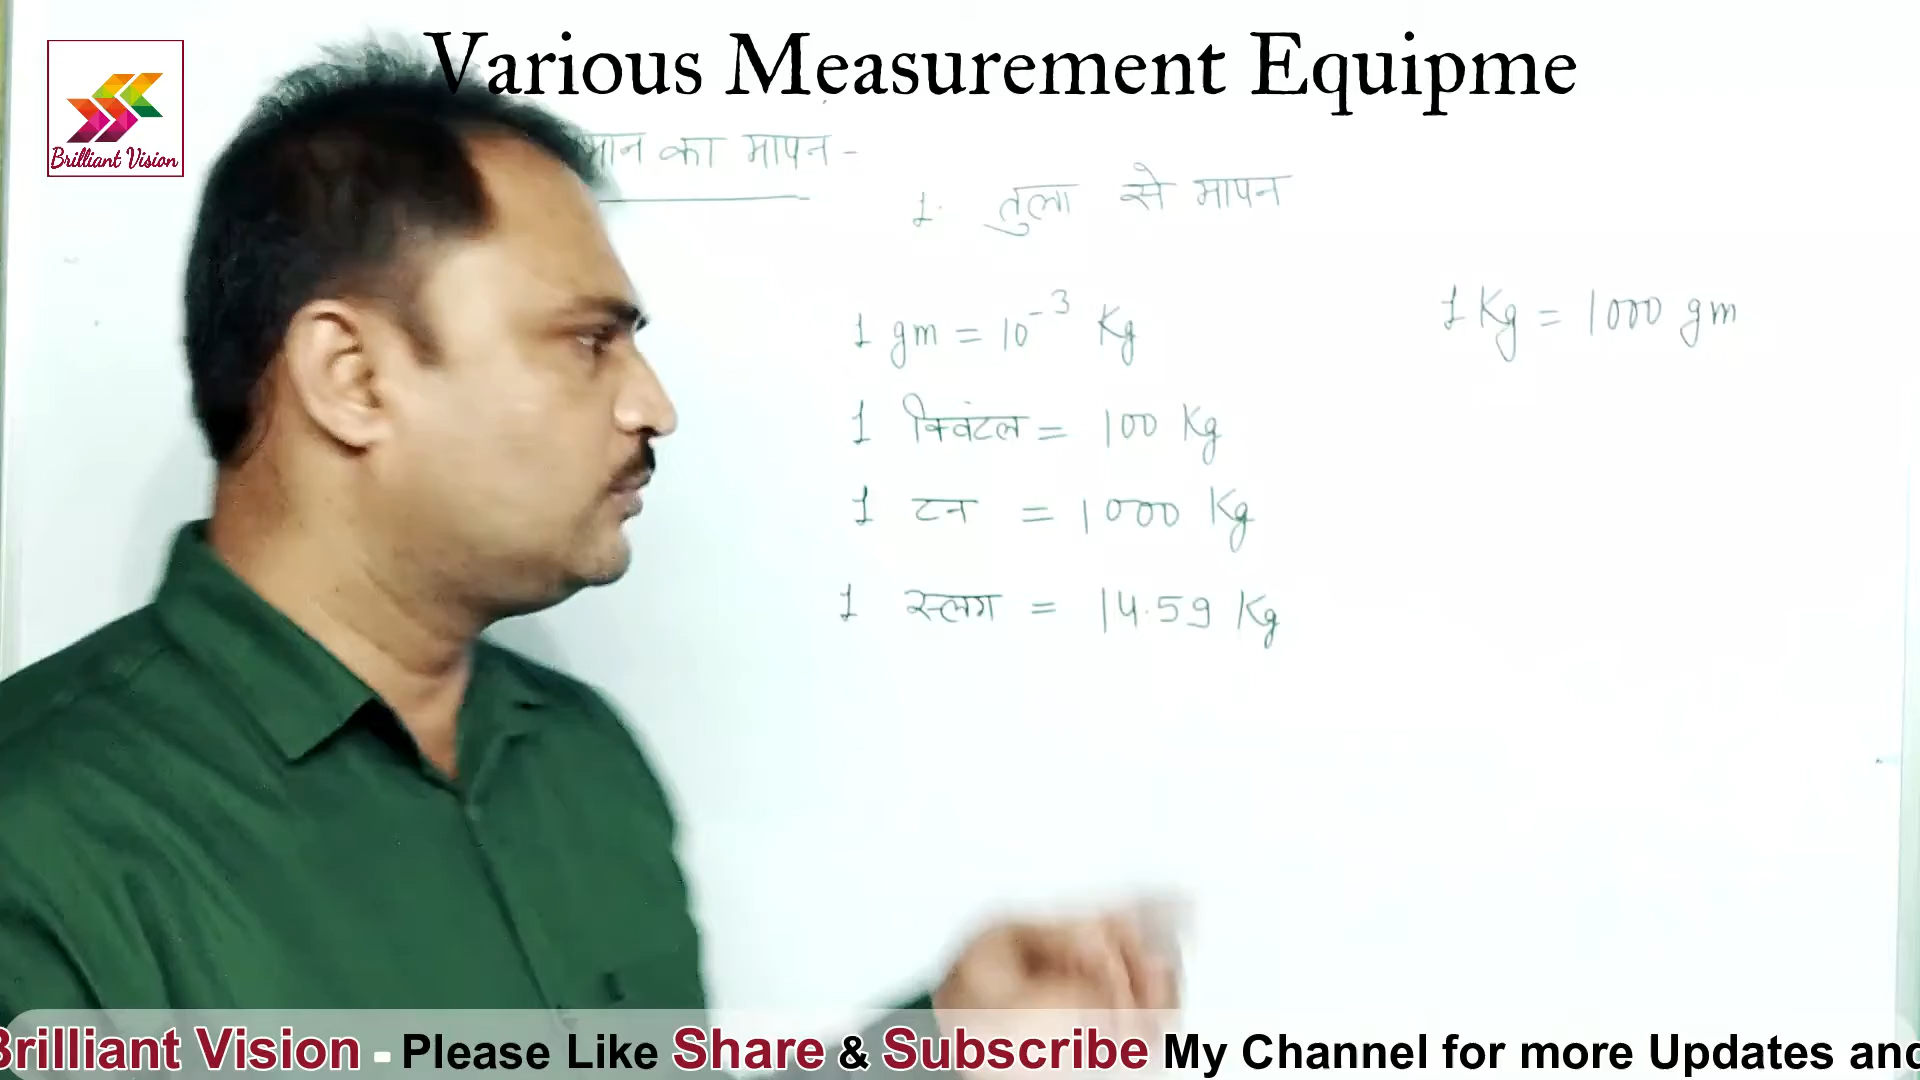 Various Measurement Equipme
Brilliant Vision
मान का मापन -
1. तुला से मापन
1 gm = 10⁻³ Kg
1 Kg = 1000 gm
1 क्विंटल = 100 Kg
1 टन = 1000 Kg
1 स्लग = 14.59 Kg
Brilliant Vision - Please Like Share & Subscribe My Channel for more Updates and